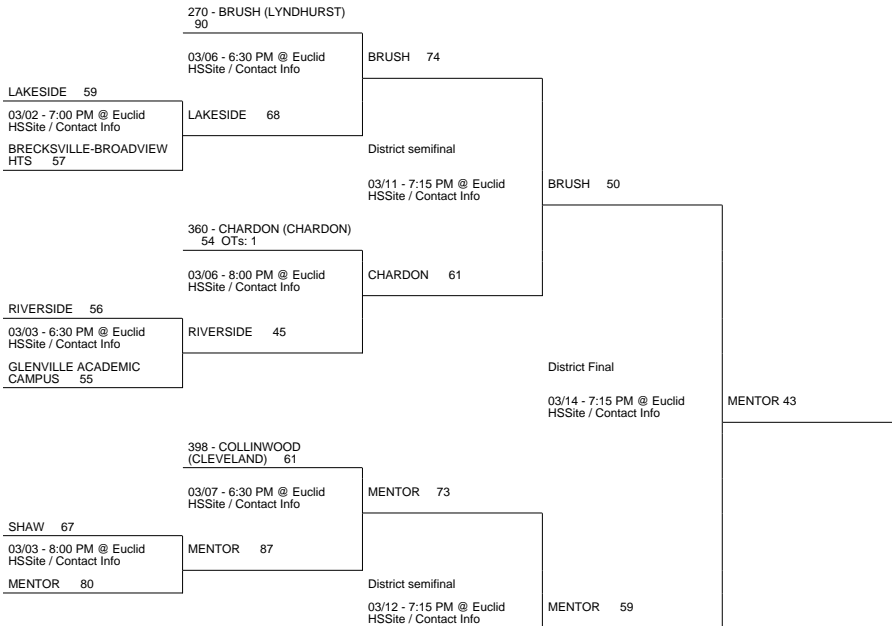 270 - BRUSH (LYNDHURST)
90
03/06 - 6:30 PM @ Euclid
HSSite / Contact Info
BRUSH 74
LAKESIDE 59
03/02 - 7:00 PM @ Euclid
HSSite / Contact Info
LAKESIDE 68
BRECKSVILLE-BROADVIEW
HTS 57
District semifinal
03/11 - 7:15 PM @ Euclid
HSSite / Contact Info
BRUSH 50
360 - CHARDON (CHARDON)
54 OTs: 1
03/06 - 8:00 PM @ Euclid
HSSite / Contact Info
CHARDON 61
RIVERSIDE 56
03/03 - 6:30 PM @ Euclid
HSSite / Contact Info
RIVERSIDE 45
GLENVILLE ACADEMIC
CAMPUS 55
District Final
03/14 - 7:15 PM @ Euclid
HSSite / Contact Info
MENTOR 43
398 - COLLINWOOD
(CLEVELAND) 61
03/07 - 6:30 PM @ Euclid
HSSite / Contact Info
MENTOR 73
SHAW 67
03/03 - 8:00 PM @ Euclid
HSSite / Contact Info
MENTOR 87
MENTOR 80
District semifinal
03/12 - 7:15 PM @ Euclid
HSSite / Contact Info
MENTOR 59